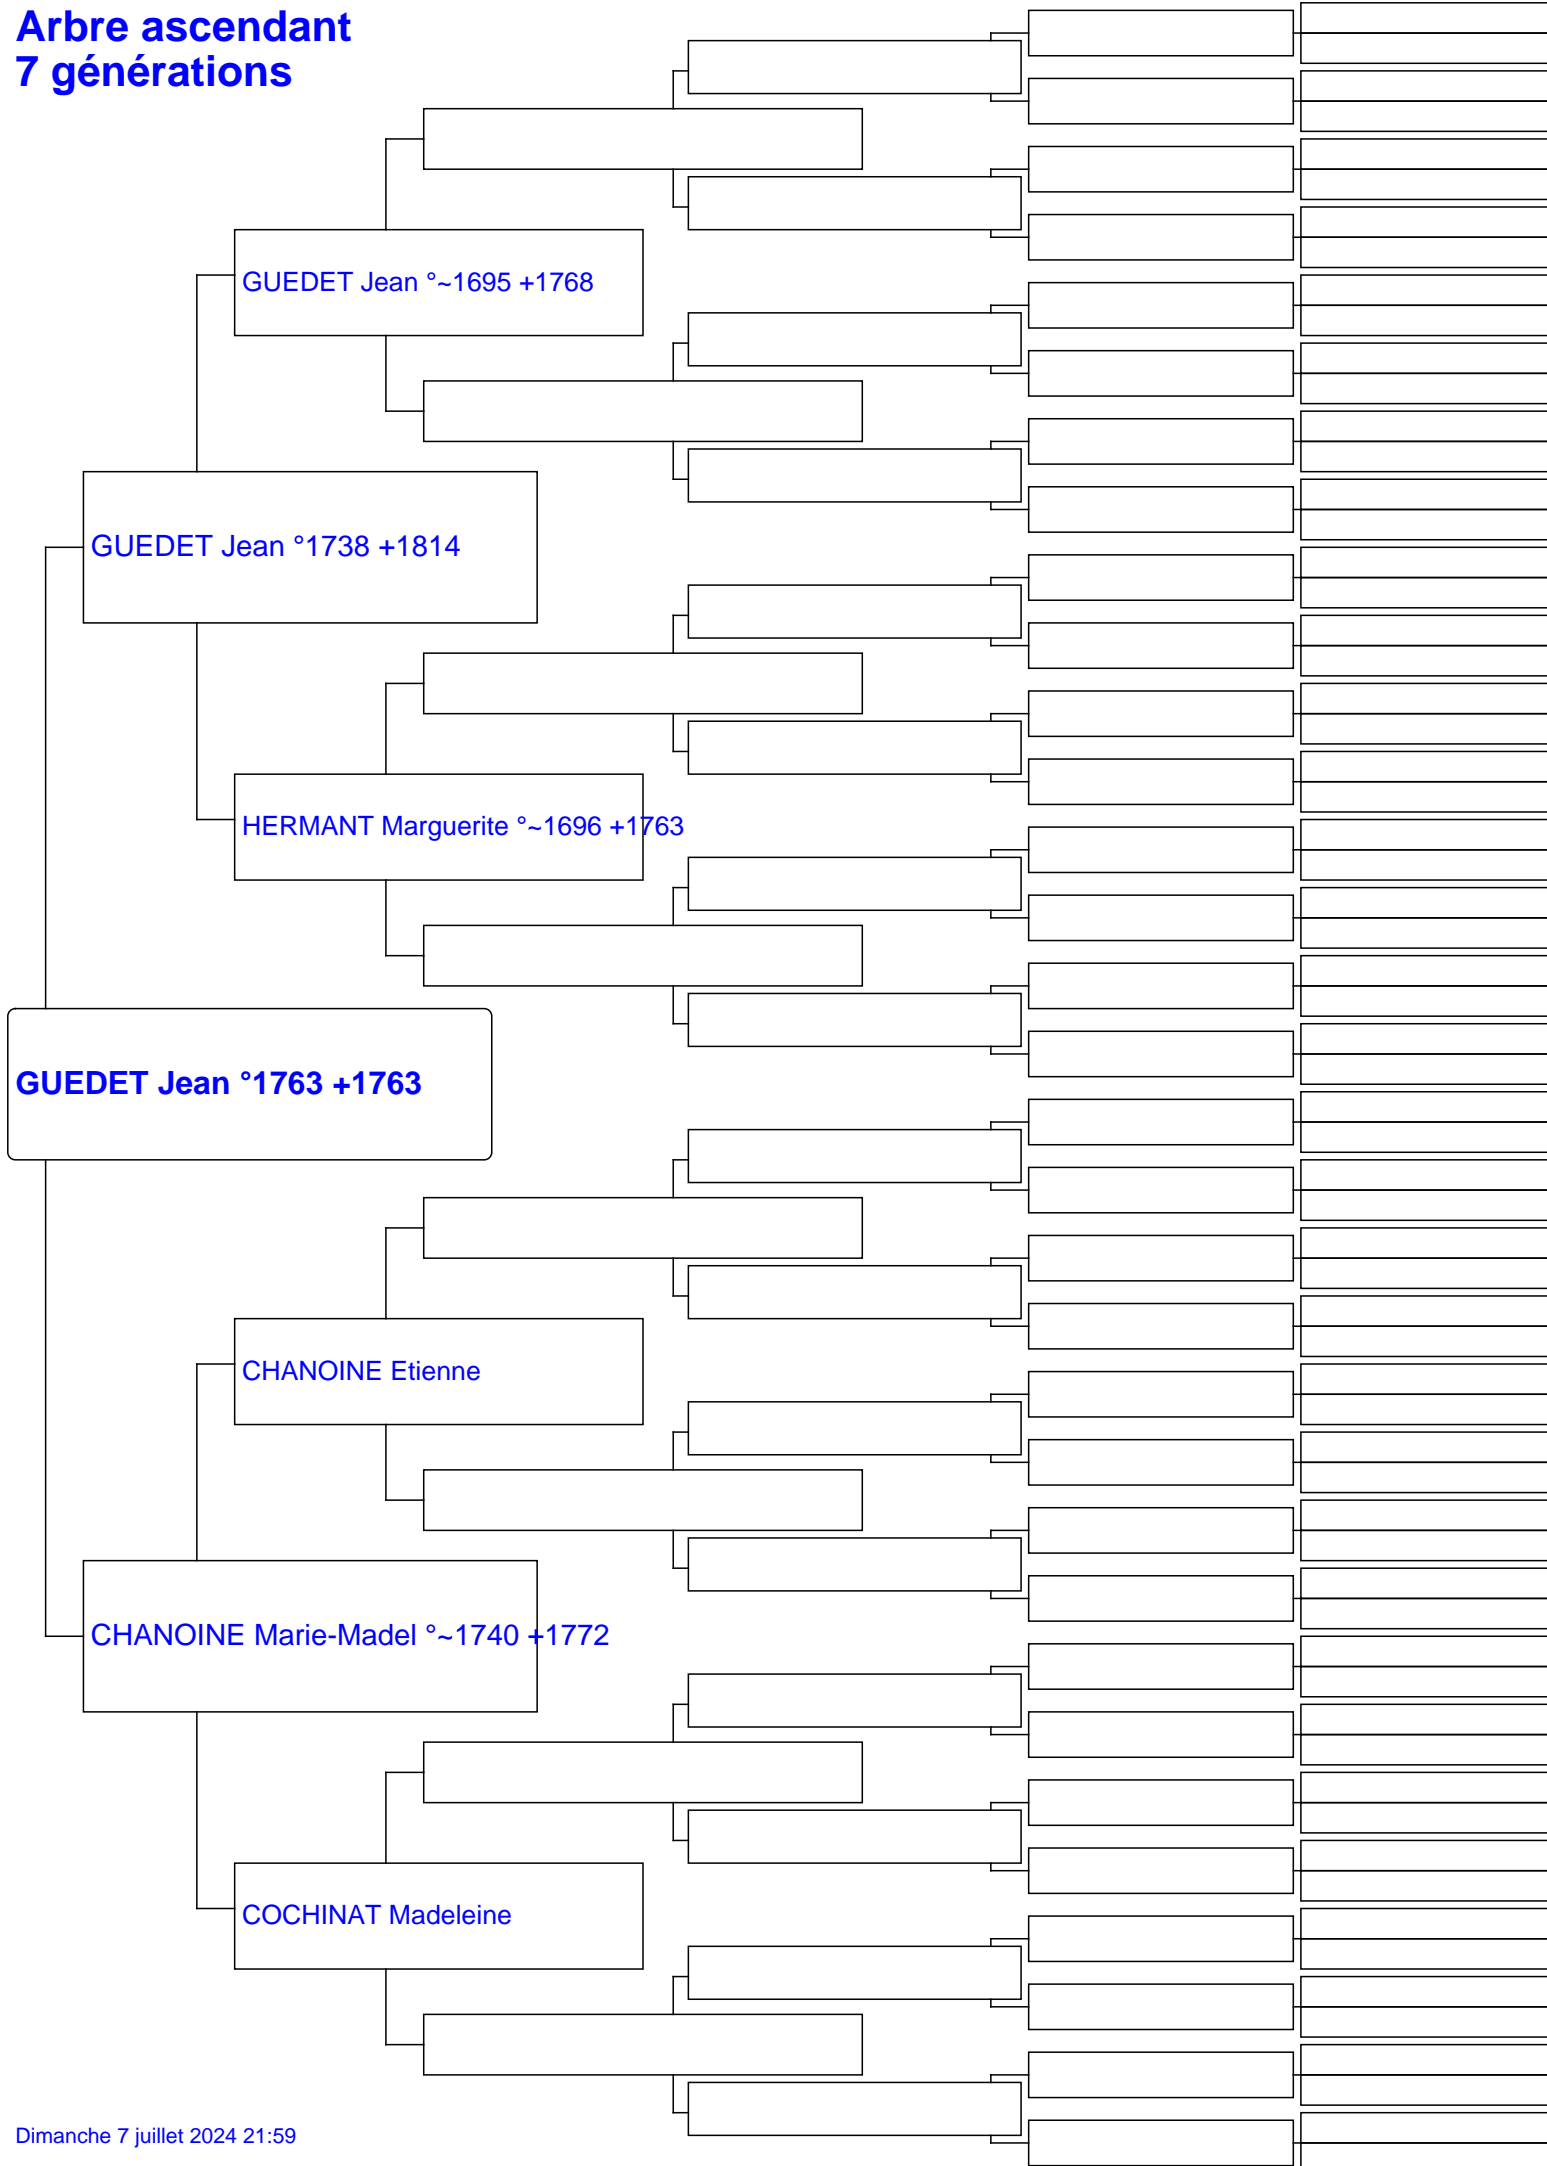 Arbre ascendant
7 générations
GUEDET Jean °~1695 +1768
GUEDET Jean °1738 +1814
HERMANT Marguerite °~1696 +1763
GUEDET Jean °1763 +1763
CHANOINE Etienne
CHANOINE Marie-Madel °~1740 +1772
COCHINAT Madeleine
Dimanche 7 juillet 2024 21:59